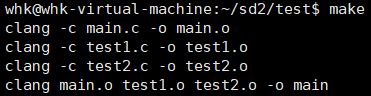 whk@whk-virtual-machine:~/sd2/test$ make
clang -c main.c -o main.o
clang -c test1.c -o test1.o
clang -c test2.c -o test2.o
clang main.o test1.o test2.o -o main